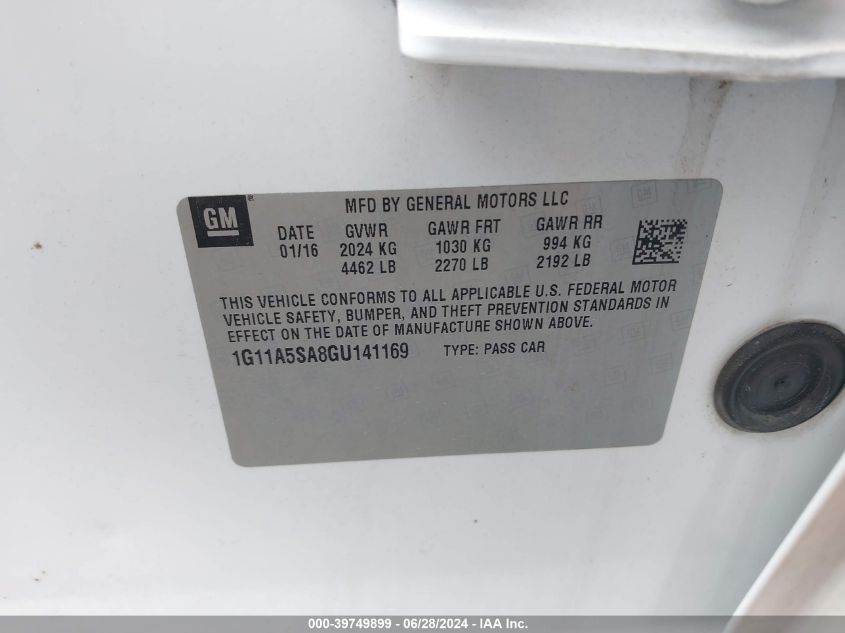 GM ®
MFD BY GENERAL MOTORS LLC
DATE GVWR GAWR FRT GAWR RR
01/16 2024 KG 1030 KG 994 KG
4462 LB 2270 LB 2192 LB
THIS VEHICLE CONFORMS TO ALL APPLICABLE U.S. FEDERAL MOTOR
VEHICLE SAFETY, BUMPER, AND THEFT PREVENTION STANDARDS IN
EFFECT ON THE DATE OF MANUFACTURE SHOWN ABOVE.
1G11A5SA8GU141169 TYPE: PASS CAR
000-39749899 - 06/28/2024 - IAA Inc.